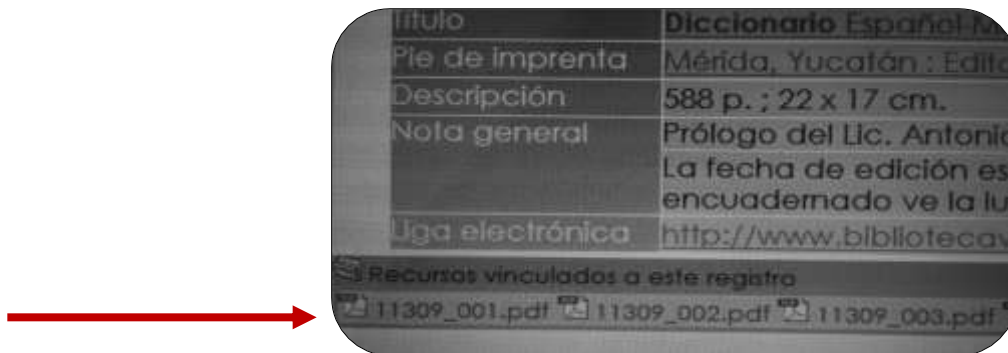 Título Diccionario Español
Pie de imprenta Mérida, Yucatán : Edito
Descripción 588 p. ; 22 x 17 cm.
Nota general Prólogo del Lic. Antonio
La fecha de edición es
encuadernado ve la lu
Liga electrónica http://www.bibliotecav
Recursos vinculados a este registro
11309_001.pdf 11309_002.pdf 11309_003.pdf